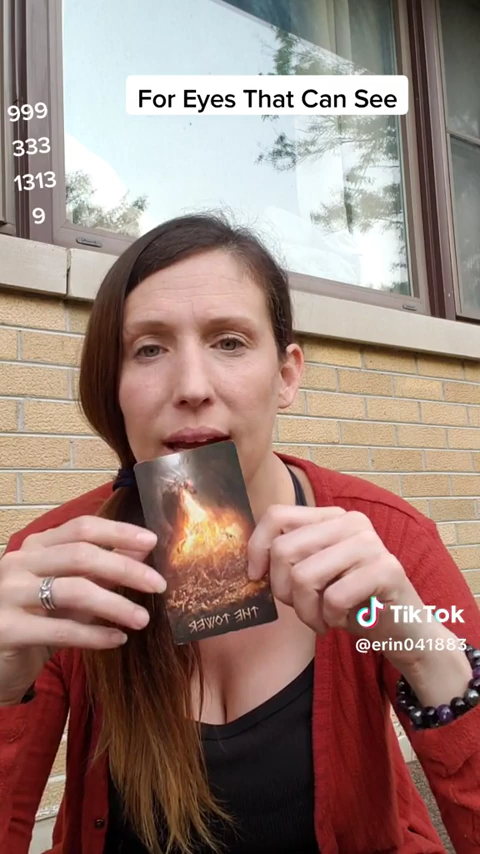 For Eyes That Can See
999
333
1313
9
THE TOWER
TikTok
@erin041883